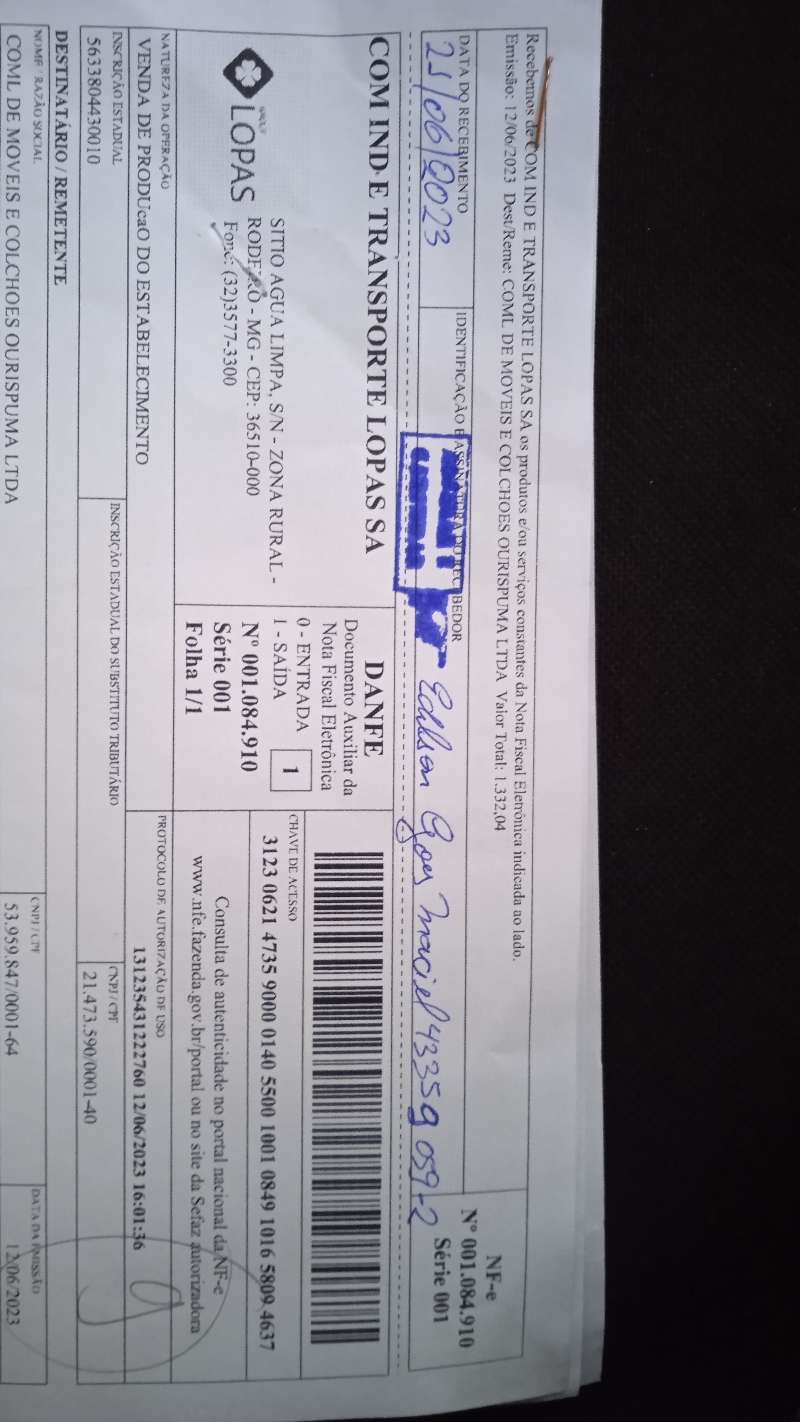 Recebemos de COM IND E TRANSPORTE LOPAS SA os produtos e/ou serviços constantes da Nota Fiscal Eletrônica indicada ao lado.
Emissão: 12/06/2023 Dest/Reme: COML DE MOVEIS E COLCHOES OURISPUMA LTDA Valor Total: 1.332,04
NF-e
Nº 001.084.910
Série 001
DATA DO RECEBIMENTO
21/06/2023
IDENTIFICAÇÃO E ASSINATURA DO RECEBEDOR
Edilson Goes Maciel 43359059-2
COM IND E TRANSPORTE LOPAS SA
GRUPO
LOPAS
SITIO AGUA LIMPA, S/N - ZONA RURAL -
RODEIRO - MG - CEP: 36510-000
Fone: (32)3577-3300
DANFE
Documento Auxiliar da
Nota Fiscal Eletrônica
0 - ENTRADA
1 - SAÍDA
1
Nº 001.084.910
Série 001
Folha 1/1
CHAVE DE ACESSO
3123 0621 4735 9000 0140 5500 1001 0849 1016 5809 4637
Consulta de autenticidade no portal nacional da NF-e
www.nfe.fazenda.gov.br/portal ou no site da Sefaz autorizadora
NATUREZA DA OPERAÇÃO
VENDA DE PRODUcaO DO ESTABELECIMENTO
PROTOCOLO DE AUTORIZAÇÃO DE USO
131235431222760 12/06/2023 16:01:36
INSCRIÇÃO ESTADUAL
5633804430010
INSCRIÇÃO ESTADUAL DO SUBSTITUTO TRIBUTÁRIO
CNPJ / CPF
21.473.590/0001-40
DESTINATÁRIO / REMETENTE
NOME / RAZÃO SOCIAL
COML DE MOVEIS E COLCHOES OURISPUMA LTDA
CNPJ / CPF
53.959.847/0001-64
DATA DA EMISSÃO
12/06/2023